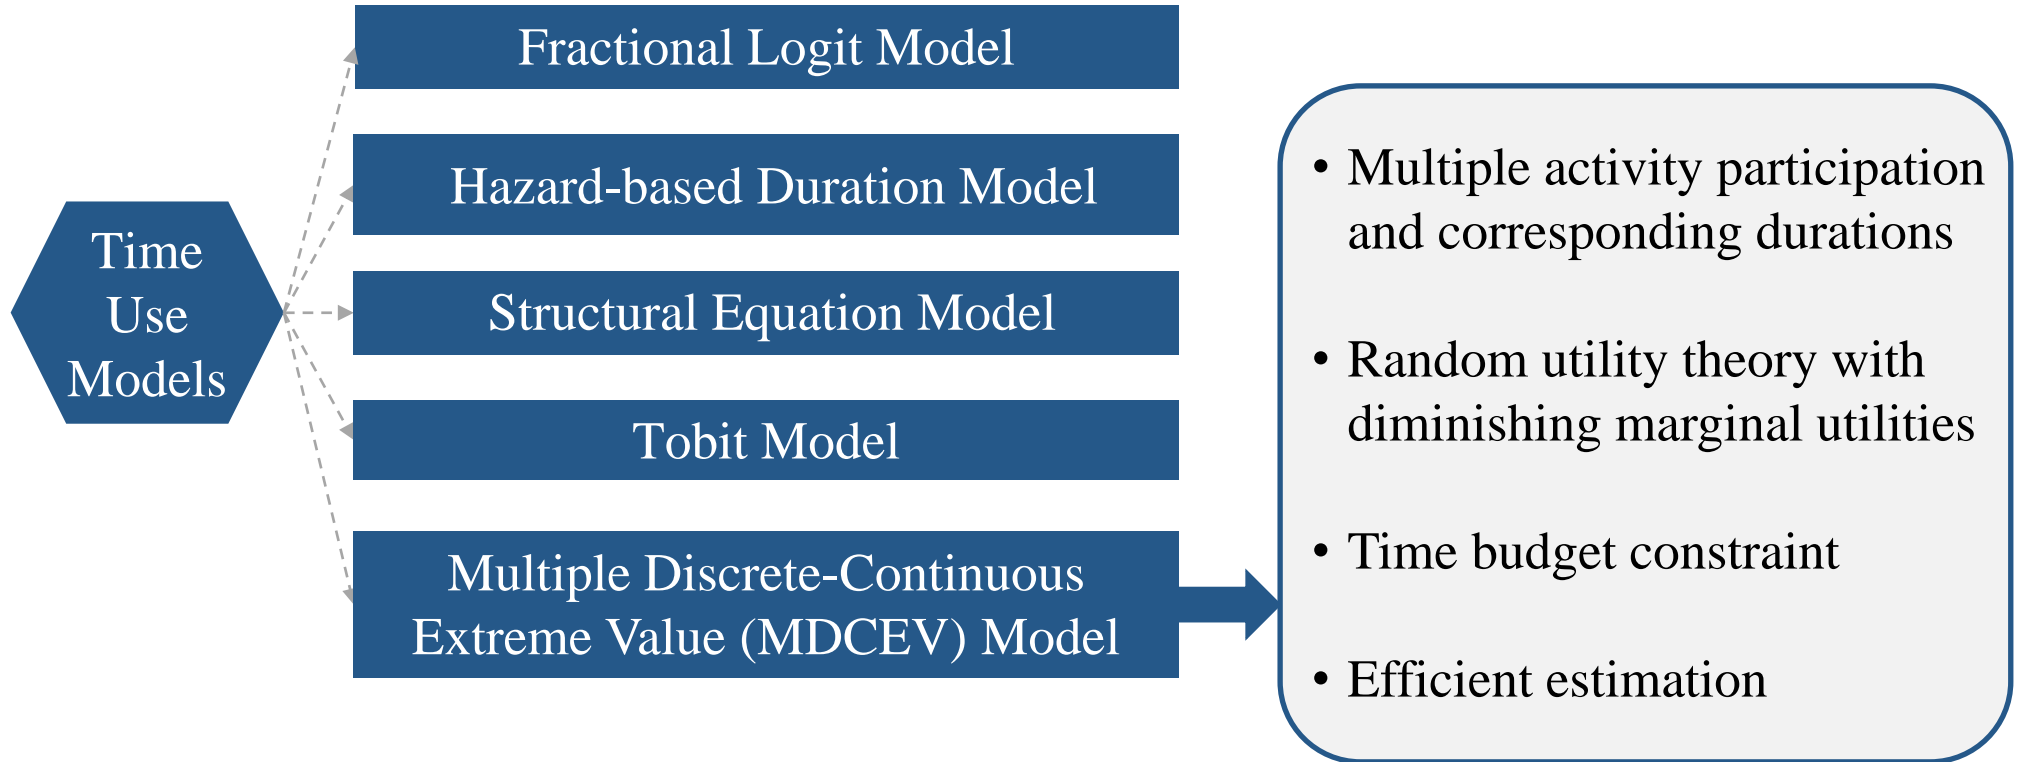 Time
Use
Models
Fractional Logit Model
Hazard-based Duration Model
Structural Equation Model
Tobit Model
Multiple Discrete-Continuous
Extreme Value (MDCEV) Model
• Multiple activity participation
and corresponding durations
• Random utility theory with
diminishing marginal utilities
• Time budget constraint
• Efficient estimation